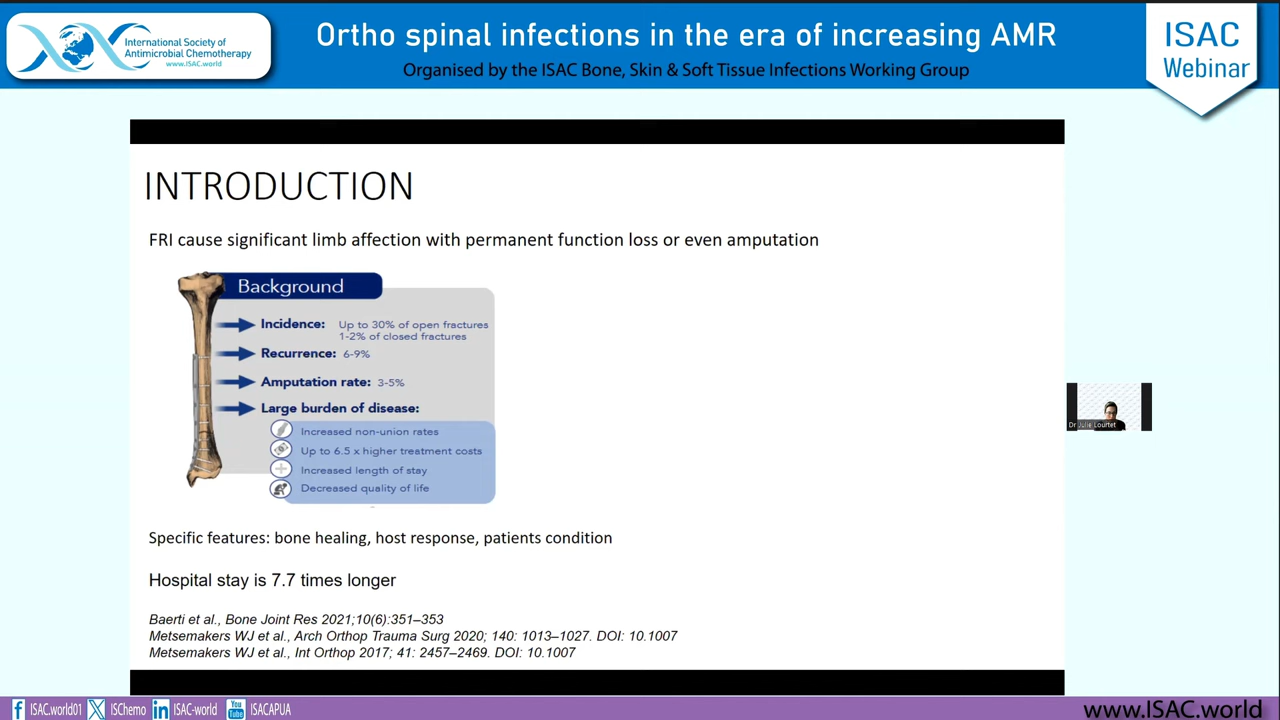 International Society of
Antimicrobial Chemotherapy
www.ISAC.world
Ortho spinal infections in the era of increasing AMR
Organised by the ISAC Bone, Skin & Soft Tissue Infections Working Group
ISAC
Webinar
INTRODUCTION
FRI cause significant limb affection with permanent function loss or even amputation
Background
Incidence: Up to 30% of open fractures
1-2% of closed fractures
Recurrence: 6-9%
Amputation rate: 3-5%
Large burden of disease:
Increased non-union rates
Up to 6.5 x higher treatment costs
Increased length of stay
Decreased quality of life
Dr Julie Lourtet
Specific features: bone healing, host response, patients condition
Hospital stay is 7.7 times longer
Baerti et al., Bone Joint Res 2021;10(6):351–353
Metsemakers WJ et al., Arch Orthop Trauma Surg 2020; 140: 1013–1027. DOI: 10.1007
Metsemakers WJ et al., Int Orthop 2017; 41: 2457–2469. DOI: 10.1007
ISAC.world01 ISChemo ISAC-world You Tube ISACAPUA
www.ISAC.world